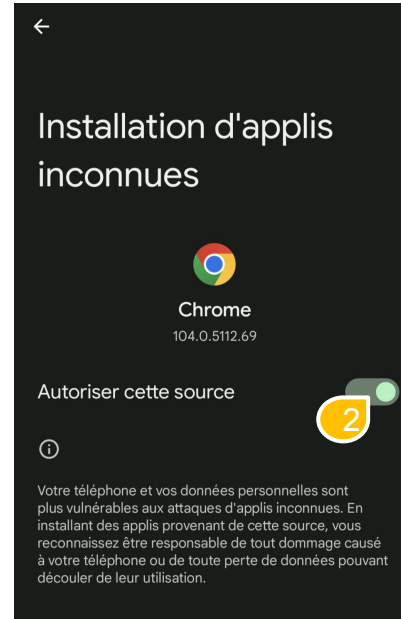 Installation d'applis
inconnues
Chrome
104.0.5112.69
Autoriser cette source
2
Votre téléphone et vos données personnelles sont
plus vulnérables aux attaques d'applis inconnues. En
installant des applis provenant de cette source, vous
reconnaissez être responsable de tout dommage causé
à votre téléphone ou de toute perte de données pouvant
découler de leur utilisation.